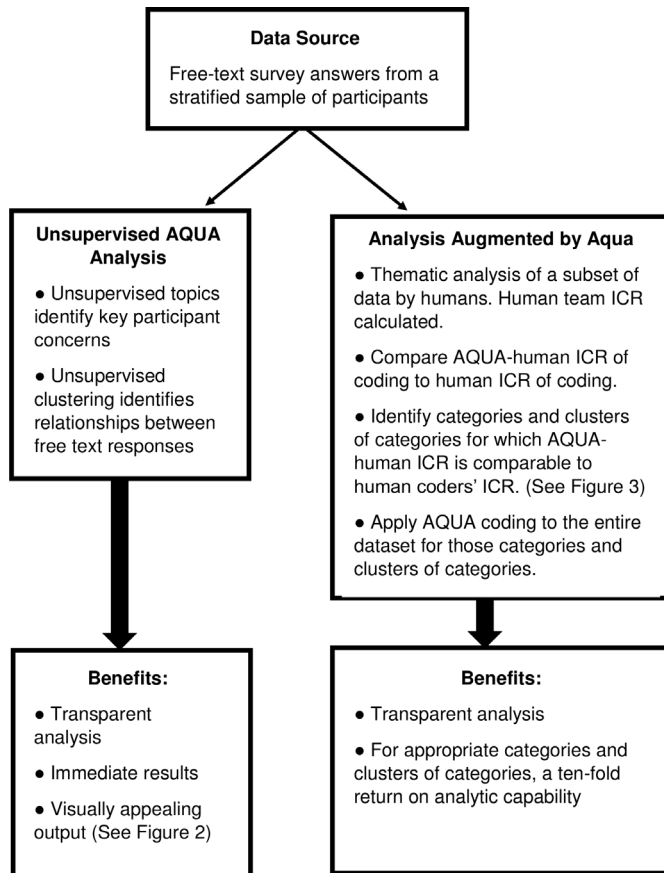 Data Source
Free-text survey answers from a
stratified sample of participants
Unsupervised AQUA
Analysis
● Unsupervised topics
identify key participant
concerns
● Unsupervised
clustering identifies
relationships between
free text responses
Analysis Augmented by Aqua
● Thematic analysis of a subset of
data by humans. Human team ICR
calculated.
● Compare AQUA-human ICR of
coding to human ICR of coding.
● Identify categories and clusters
of categories for which AQUA-
human ICR is comparable to
human coders’ ICR. (See Figure 3)
● Apply AQUA coding to the entire
dataset for those categories and
clusters of categories.
Benefits:
● Transparent
analysis
● Immediate results
● Visually appealing
output (See Figure 2)
Benefits:
● Transparent analysis
● For appropriate categories and
clusters of categories, a ten-fold
return on analytic capability